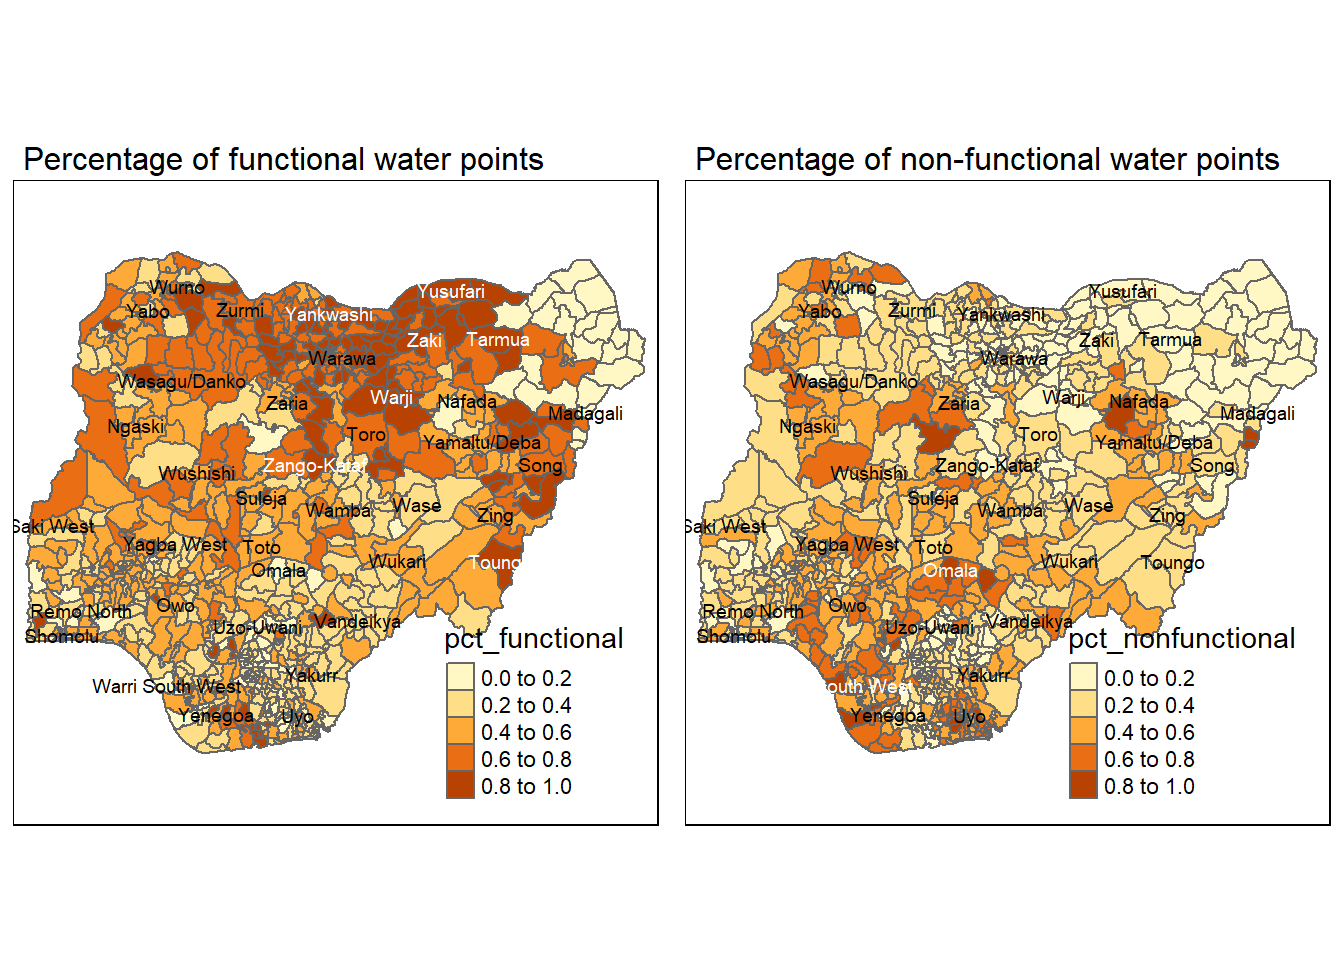 Percentage of functional water points
Wurno
Yusufari
Yabo
Zurmi
Yankwashi
Zaki
Tarmua
Warawa
Wasagu/Danko
Warji
Zaria
Nafada
Madagali
Ngaski
Toro
Yamaltu/Deba
Zango-Kataf
Song
Wushishi
Suleja
Wamba
Wase
Zing
Saki West
Yagba West
Toto
Omala
Wukari
Toungo
Remo North
Owo
Shomolu
Uzo-Uwani
Vandeikya
Warri South West
Yakurr
Yenegoa
Uyo
pct_functional
0.0 to 0.2
0.2 to 0.4
0.4 to 0.6
0.6 to 0.8
0.8 to 1.0
Percentage of non-functional water points
Wurno
Yusufari
Yabo
Zurmi
Yankwashi
Zaki
Tarmua
Warawa
Wasagu/Danko
Warji
Zaria
Nafada
Madagali
Ngaski
Toro
Yamaltu/Deba
Zango-Kataf
Song
Wushishi
Suleja
Wamba
Wase
Zing
Saki West
Yagba West
Toto
Omala
Wukari
Toungo
Remo North
Owo
Shomolu
Uzo-Uwani
Vandeikya
South West
Yakurr
Yenegoa
Uyo
pct_nonfunctional
0.0 to 0.2
0.2 to 0.4
0.4 to 0.6
0.6 to 0.8
0.8 to 1.0